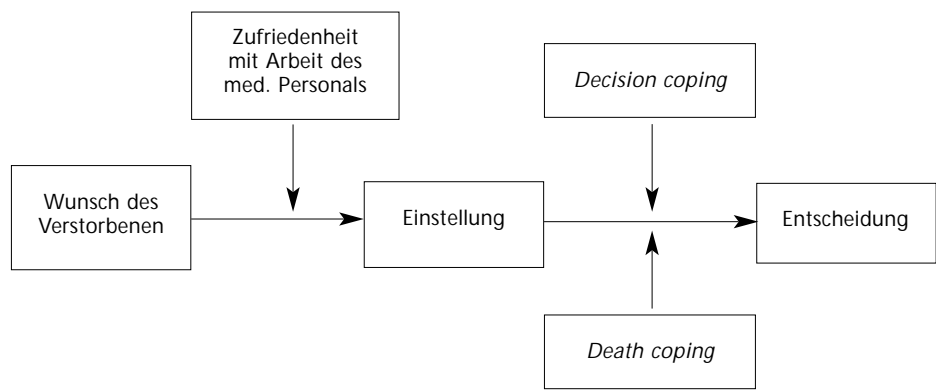 Zufriedenheit
mit Arbeit des
med. Personals
Decision coping
Wunsch des
Verstorbenen
Einstellung
Entscheidung
Death coping